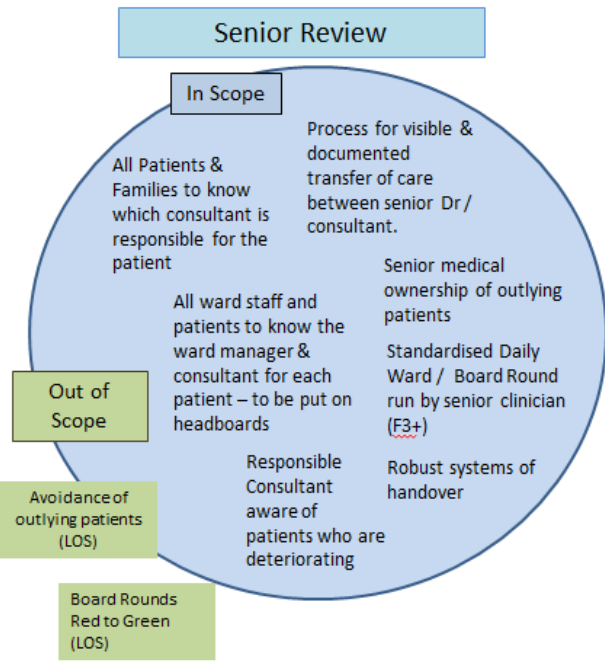 Senior Review
In Scope
Process for visible &
documented
transfer of care
between senior Dr /
consultant.
All Patients &
Families to know
which consultant is
responsible for the
patient
Senior medical
ownership of outlying
patients
All ward staff and
patients to know the
ward manager &
consultant for each
patient – to be put on
headboards
Standardised Daily
Ward / Board Round
run by senior clinician
(F3+)
Robust systems of
handover
Responsible
Consultant
aware of
patients who are
deteriorating
Out of
Scope
Avoidance of
outlying patients
(LOS)
Board Rounds
Red to Green
(LOS)